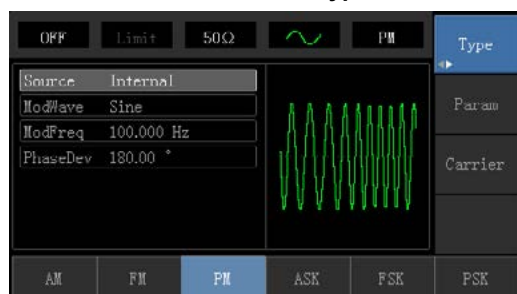 OFF Limit 50Ω PM Type
Source Internal
ModWave Sine
ModFreq 100.000 Hz
PhaseDev 180.00 °
Param
Carrier
AM FM PM ASK FSK PSK